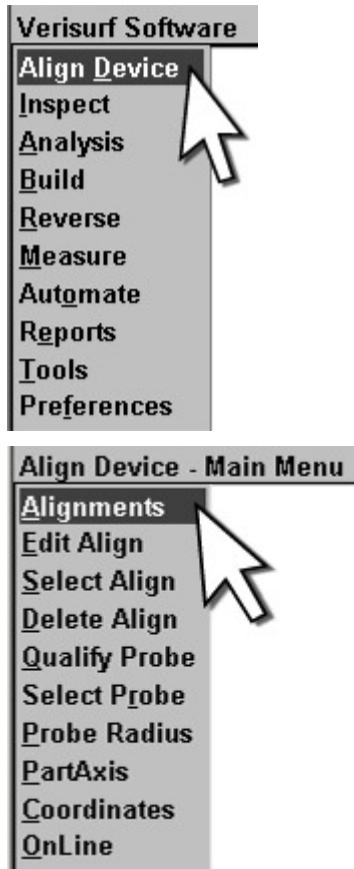 Verisurf Software
Align Device
Inspect
Analysis
Build
Reverse
Measure
Automate
Reports
Tools
Preferences
Align Device - Main Menu
Alignments
Edit Align
Select Align
Delete Align
Qualify Probe
Select Probe
Probe Radius
PartAxis
Coordinates
OnLine